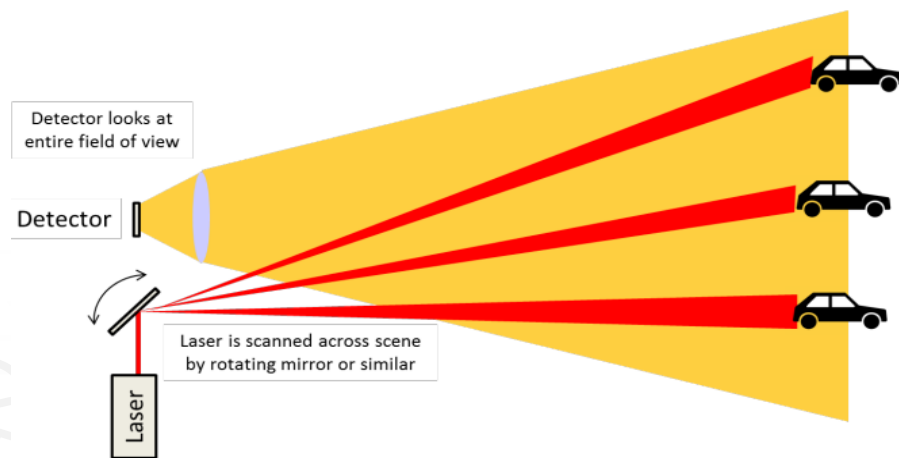 Detector looks at
entire field of view
Detector
Laser is scanned across scene
by rotating mirror or similar
Laser